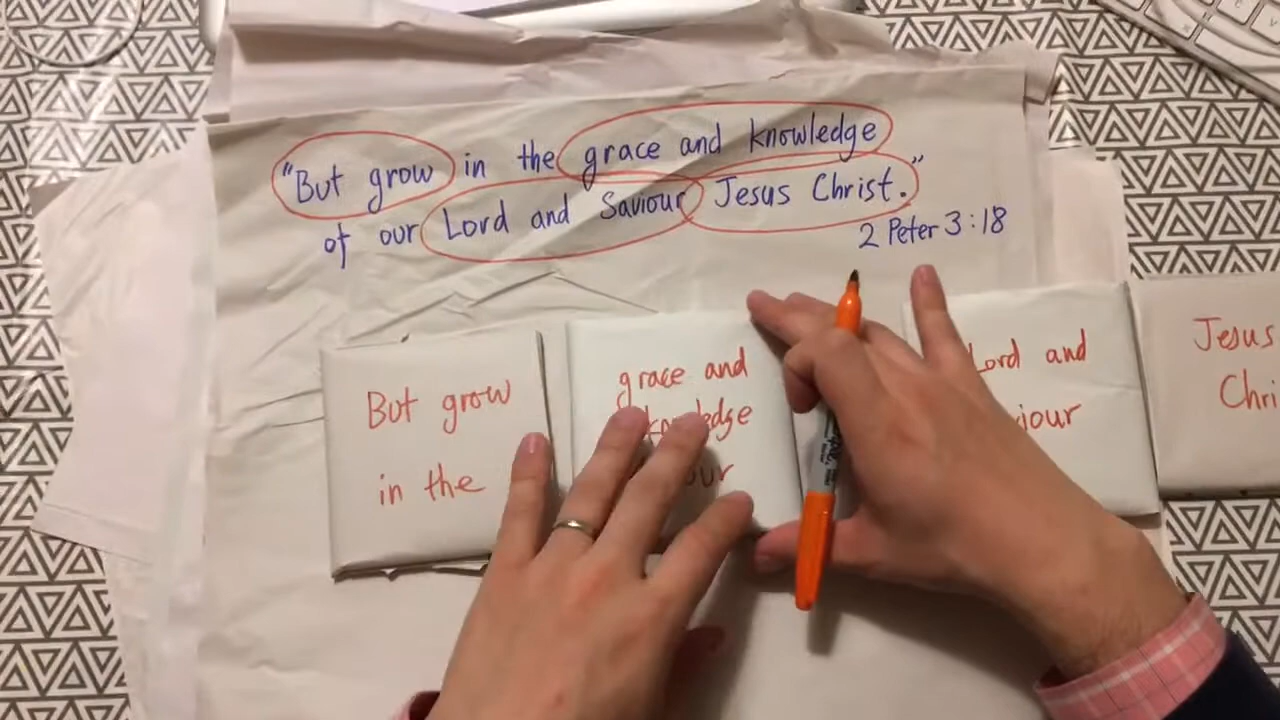 "But grow in the grace and knowledge
of our Lord and Saviour Jesus Christ."
2 Peter 3:18
But grow
in the
grace and
Lord and
Jesus